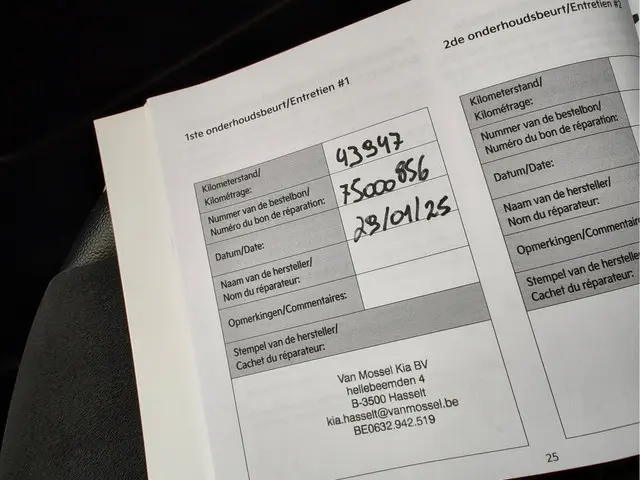 1ste onderhoudsbeurt/Entretien #1
Kilometerstand/
Kilométrage:
43947
Nummer van de bestelbon/
Numéro du bon de réparation:
75000856
Datum/Date:
29/01/25
Naam van de hersteller/
Nom du réparateur:
Opmerkingen/Commentaires:
Stempel van de hersteller/
Cachet du réparateur:
Van Mossel Kia BV
hellebeemden 4
B-3500 Hasselt
kia.hasselt@vanmossel.be
BE0632.942.519
2de onderhoudsbeurt/Entretien #2
Kilometerstand/
Kilométrage:
Nummer van de bestelbon/
Numéro du bon de réparation:
Datum/Date:
Naam van de hersteller/
Nom du réparateur:
Opmerkingen/Commentair
Stempel van de herstelle
Cachet du réparateur:
25